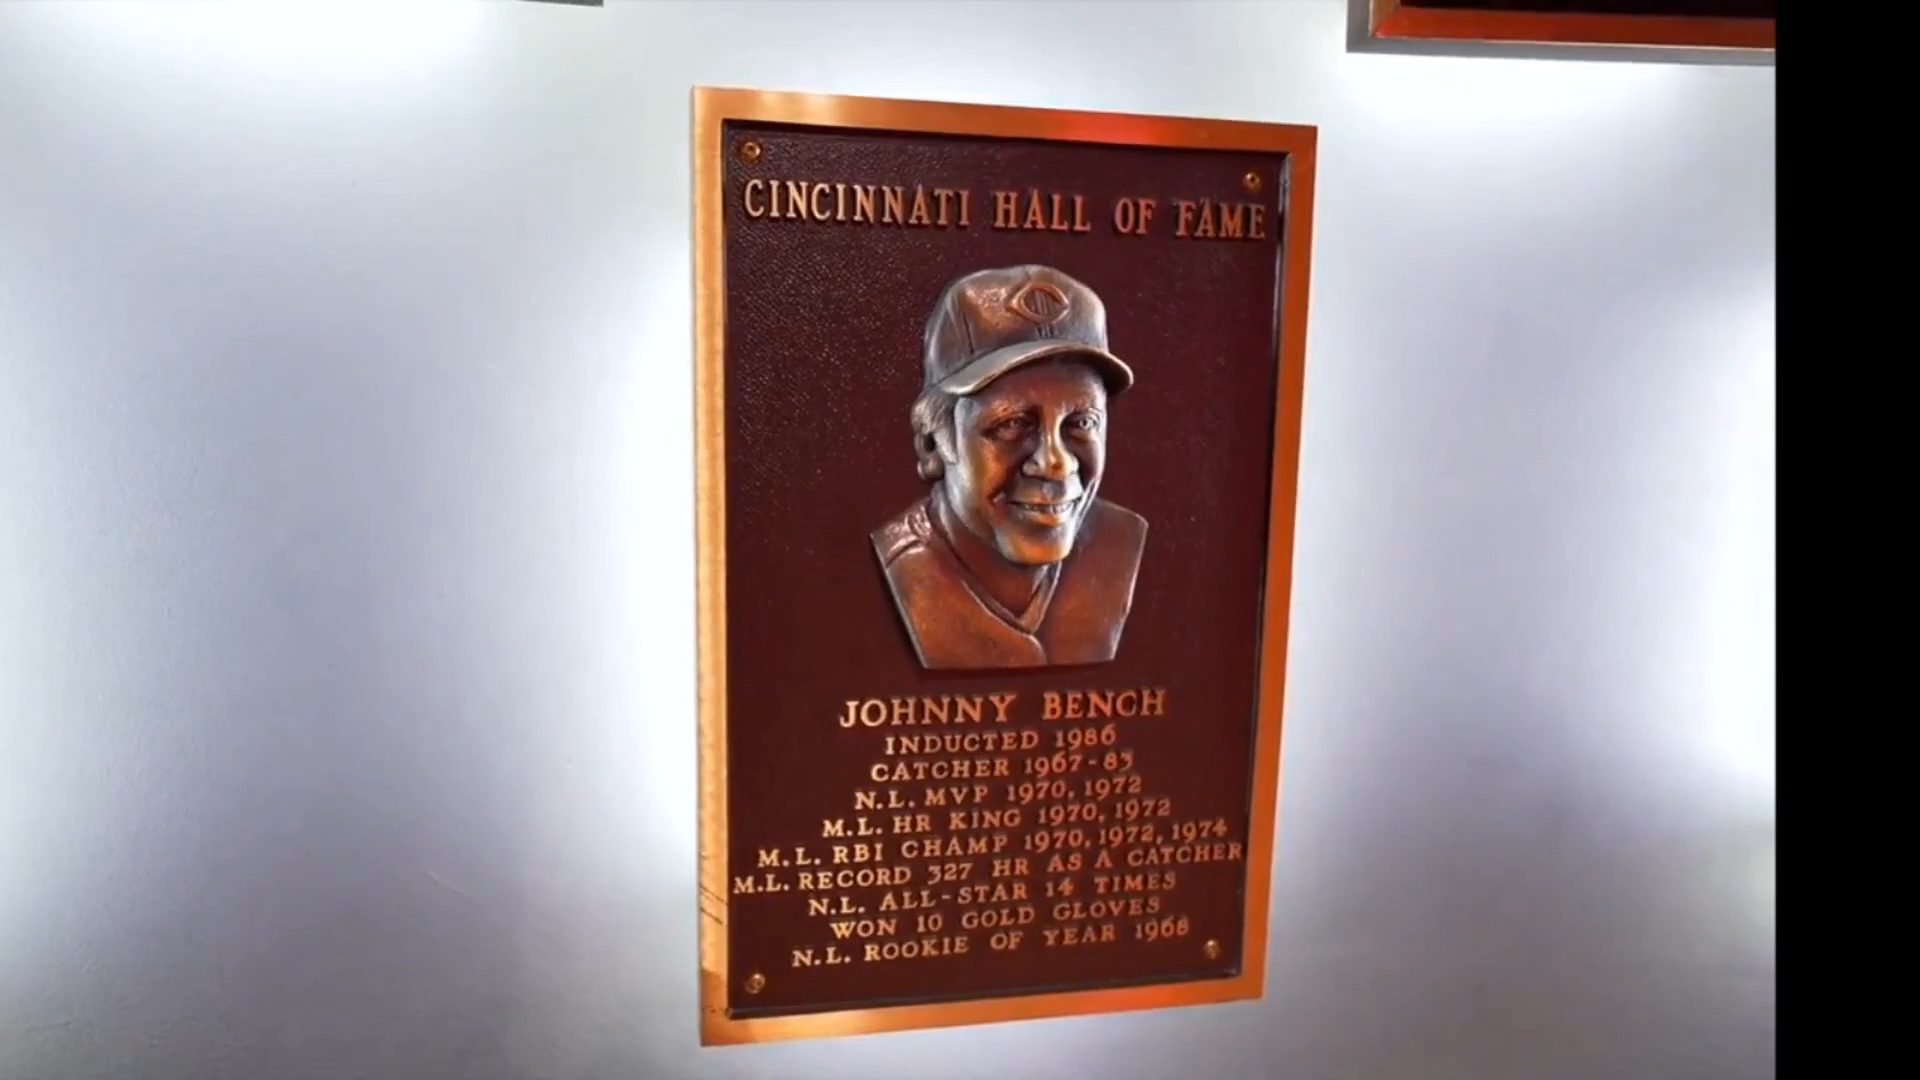 CINCINNATI HALL OF FAME
JOHNNY BENCH
INDUCTED 1986
CATCHER 1967-83
N.L. MVP 1970, 1972
M.L. HR KING 1970, 1972
M.L. RBI CHAMP 1970, 1972, 1974
M.L. RECORD 327 HR AS A CATCHER
N.L. ALL-STAR 14 TIMES
WON 10 GOLD GLOVES
N.L. ROOKIE OF YEAR 1968